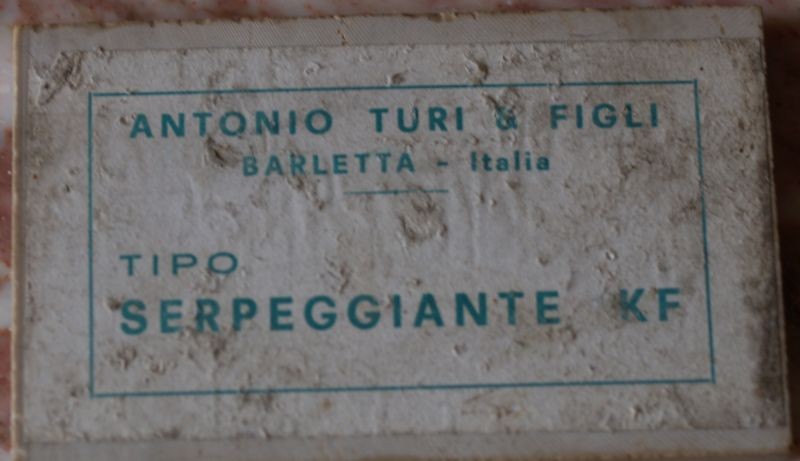 ANTONIO TURI & FIGLI
BARLETTA - Italia
TIPO
SERPEGGIANTE KF